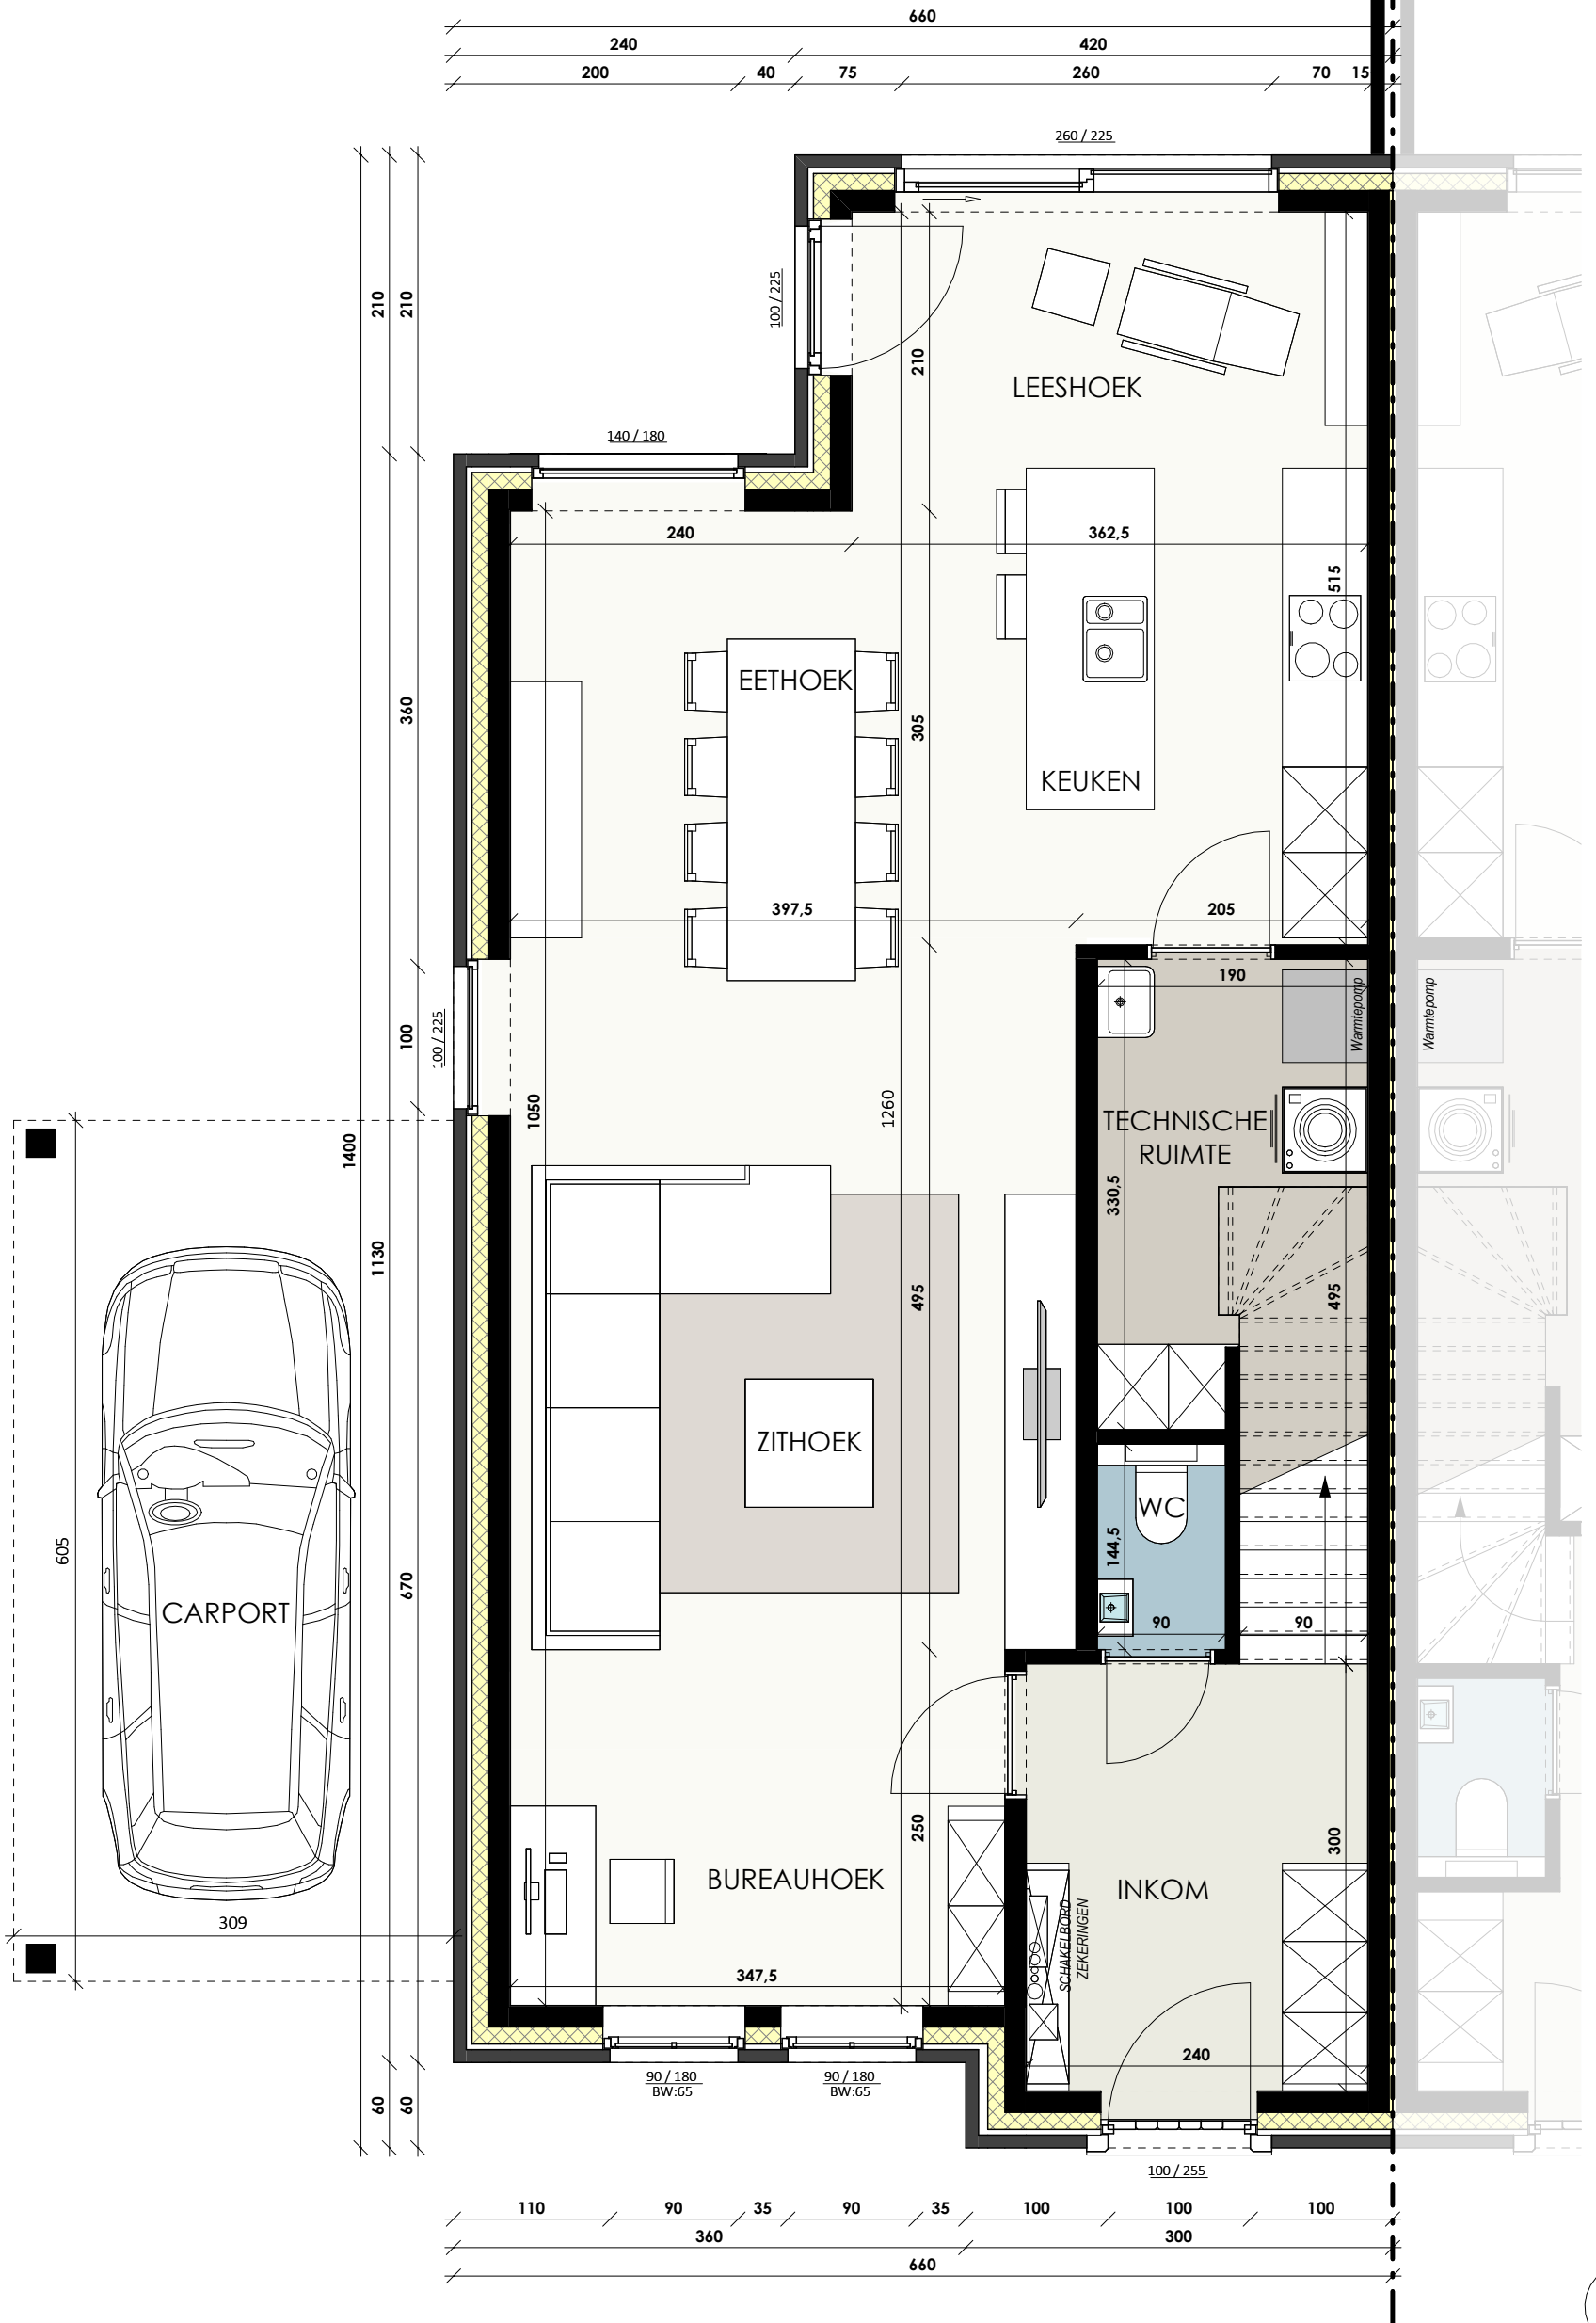 660
240 420
200 40 75 260 70 15
260 / 225
210 210
100 / 225
210
LEESHOEK
140 / 180
240 362,5
515
EETHOEK
360
305
KEUKEN
397,5 205
190
Warmtepomp
Warmtepomp
100
100 / 225
1050
1260
1400
TECHNISCHE
RUIMTE
330,5
1130
495
495
ZITHOEK
WC
144,5
605
670
CARPORT
90 90
250
300
BUREAUHOEK
INKOM
SCHAKELBORD
ZEKERINGEN
309
347,5
240
90 / 180
BW:65
90 / 180
BW:65
60 60
100 / 255
110 90 35 90 35 100 100 100
360 300
660